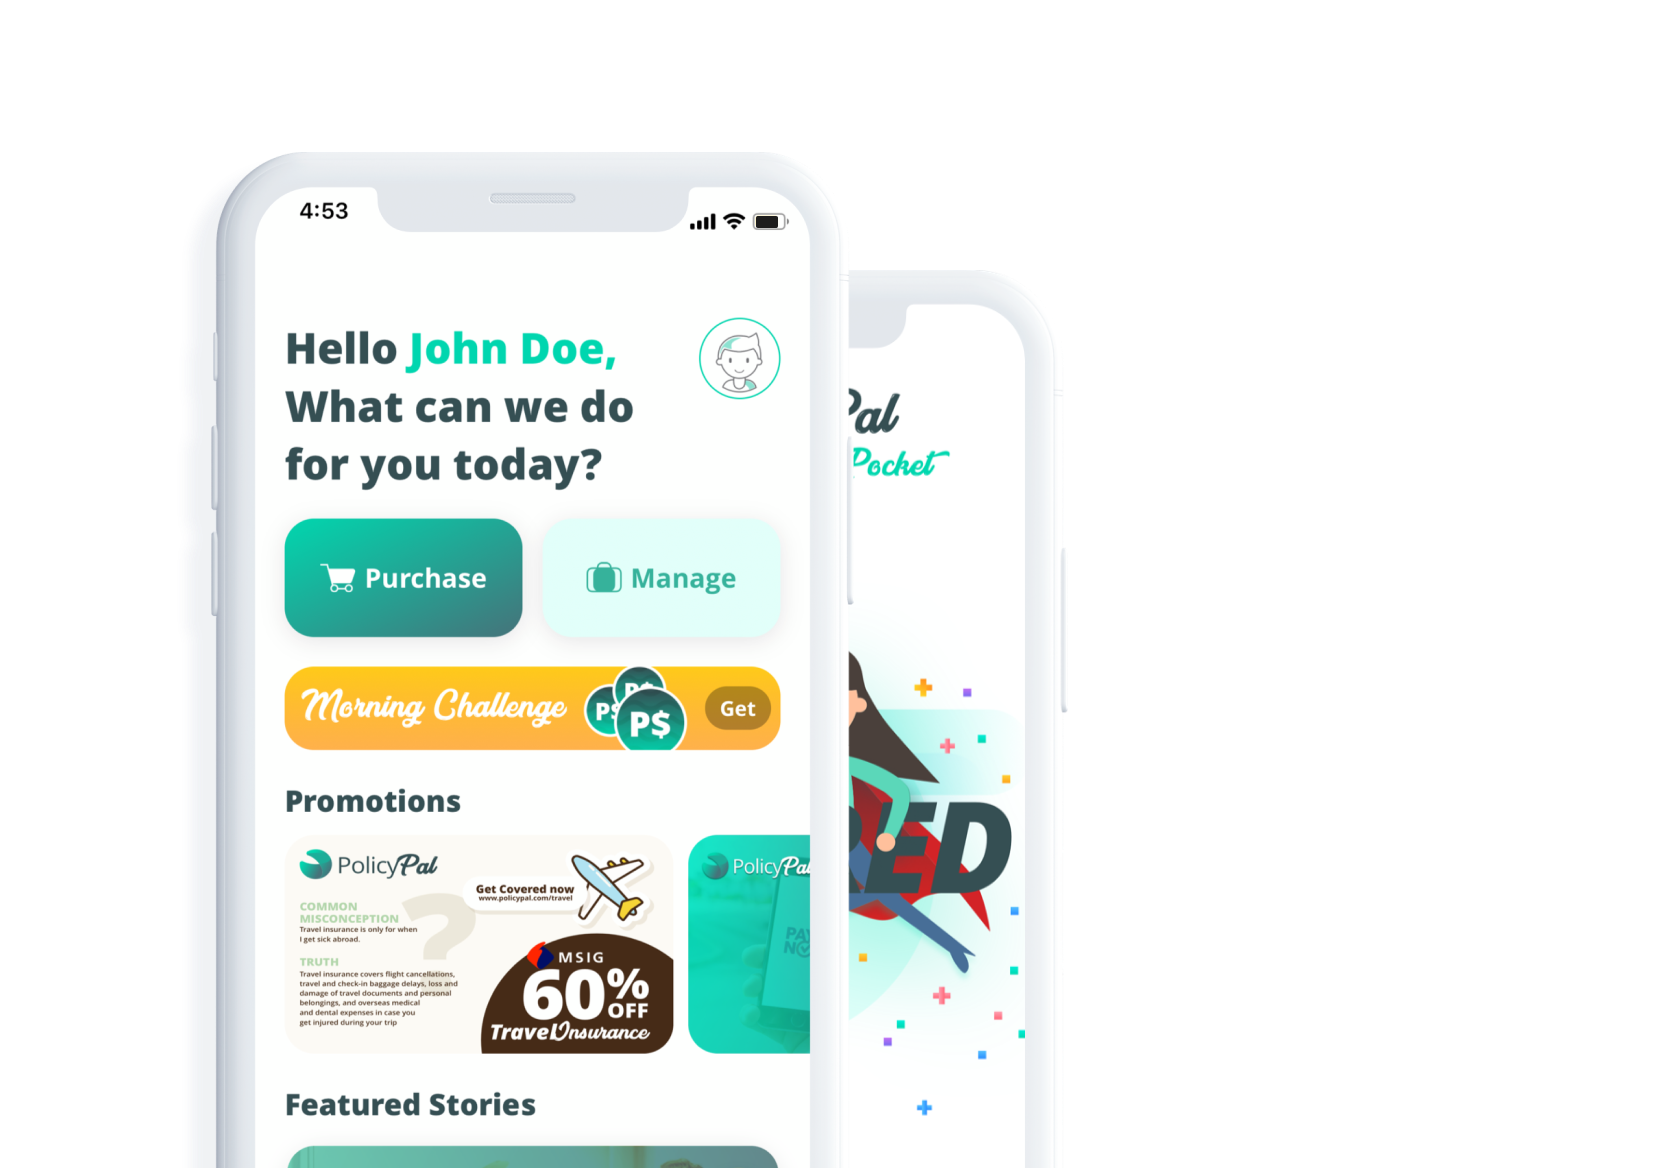 4:53
Hello John Doe,
What can we do
for you today?
Purchase
Manage
Morning Challenge
P$
P$
P$
Get
Promotions
PolicyPal
Get Covered now
www.policypal.com/travel
COMMON
MISCONCEPTION
Travel insurance is only for when
I get sick abroad.
?
TRUTH
Travel insurance covers flight cancellations,
travel and check-in baggage delays, loss and
damage of travel documents and personal
belongings, and overseas medical
and dental expenses in case you
get injured during your trip
MSIG
60%
OFF
Travel Insurance
PolicyPal
PAY
NO
Featured Stories
Pal
Pocket
RED